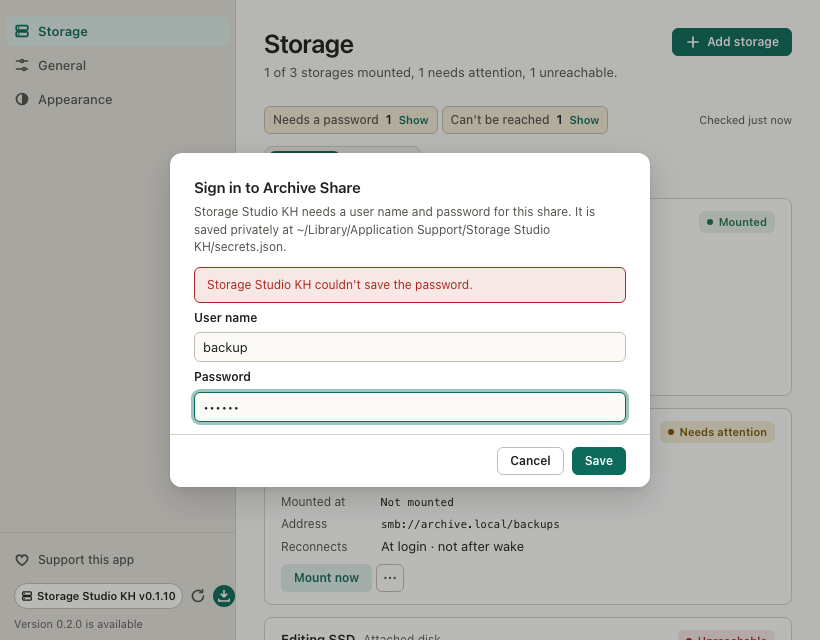 Storage
General
Appearance
Storage
Add storage
1 of 3 storages mounted, 1 needs attention, 1 unreachable.
Needs a password 1 Show
Can't be reached 1 Show
Checked just now
Mounted
Sign in to Archive Share
Storage Studio KH needs a user name and password for this share. It is
saved privately at ~/Library/Application Support/Storage Studio
KH/secrets.json.
Storage Studio KH couldn't save the password.
User name
backup
Password
••••••
Cancel
Save
Needs attention
Mounted at Not mounted
Address smb://archive.local/backups
Reconnects At login · not after wake
Mount now
Editing SSD Attached disk
Unreachable
Support this app
Storage Studio KH v0.1.10
Version 0.2.0 is available